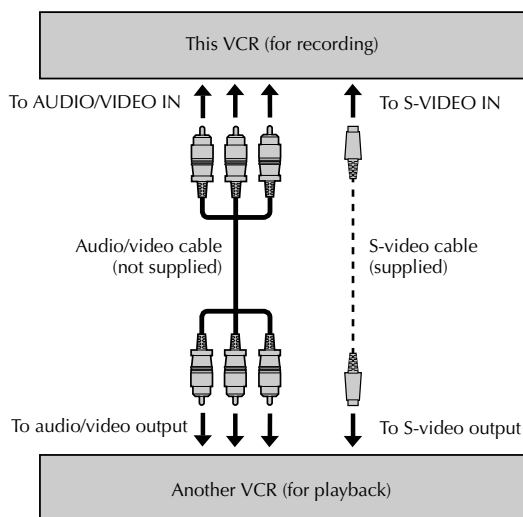 This VCR (for recording)
To AUDIO/VIDEO IN
To S-VIDEO IN
Audio/video cable
(not supplied)
S-video cable
(supplied)
To audio/video output
To S-video output
Another VCR (for playback)